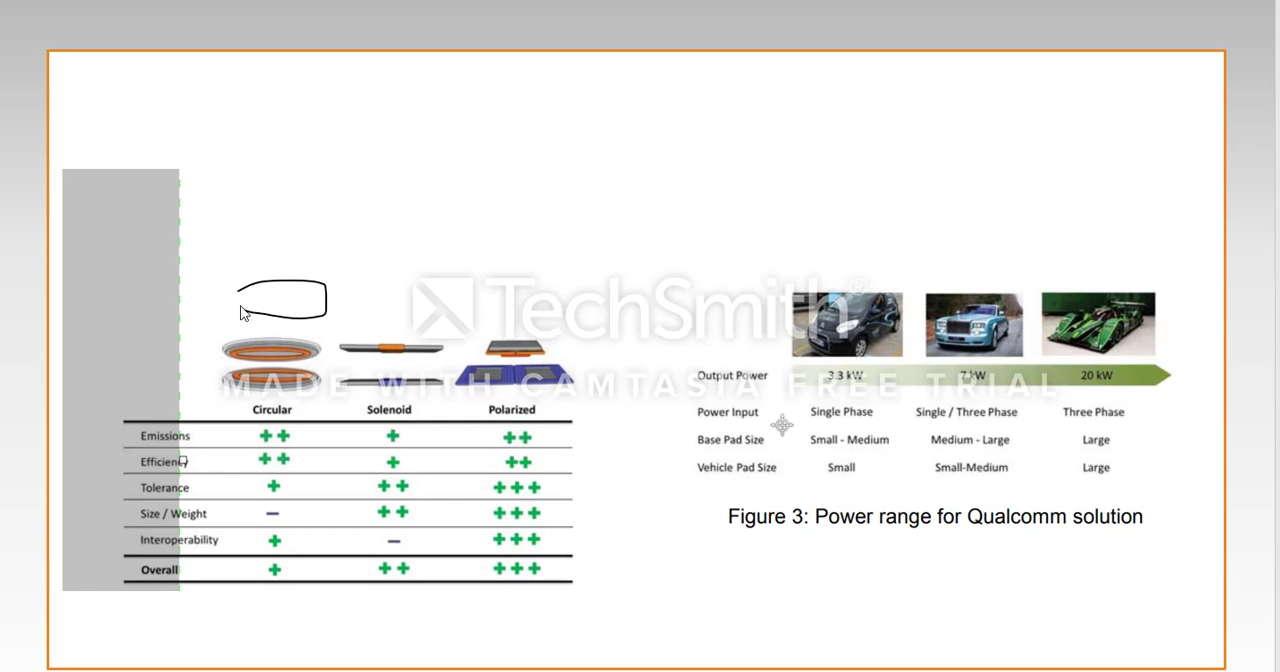 TechSmith®
MADE WITH CAMTASIA FREE TRIAL
Circular Solenoid Polarized
Emissions ++ + ++
Efficiency ++ + ++
Tolerance + ++ +++
Size / Weight − ++ +++
Interoperability + − +++
Overall + ++ +++
Output Power 3.3 kW 7 kW 20 kW
Power Input Single Phase Single / Three Phase Three Phase
Base Pad Size Small - Medium Medium - Large Large
Vehicle Pad Size Small Small-Medium Large
Figure 3: Power range for Qualcomm solution